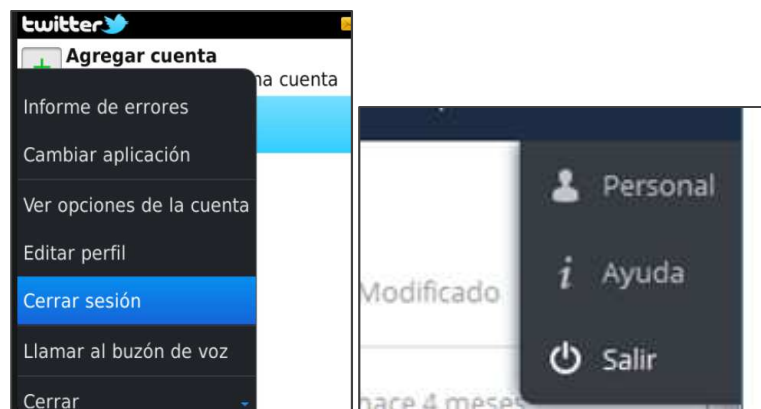 twitter
Agregar cuenta
na cuenta
Informe de errores
Cambiar aplicación
Ver opciones de la cuenta
Editar perfil
Cerrar sesión
Llamar al buzón de voz
Cerrar
Personal
Ayuda
Modificado
Salir
hace 4 meses